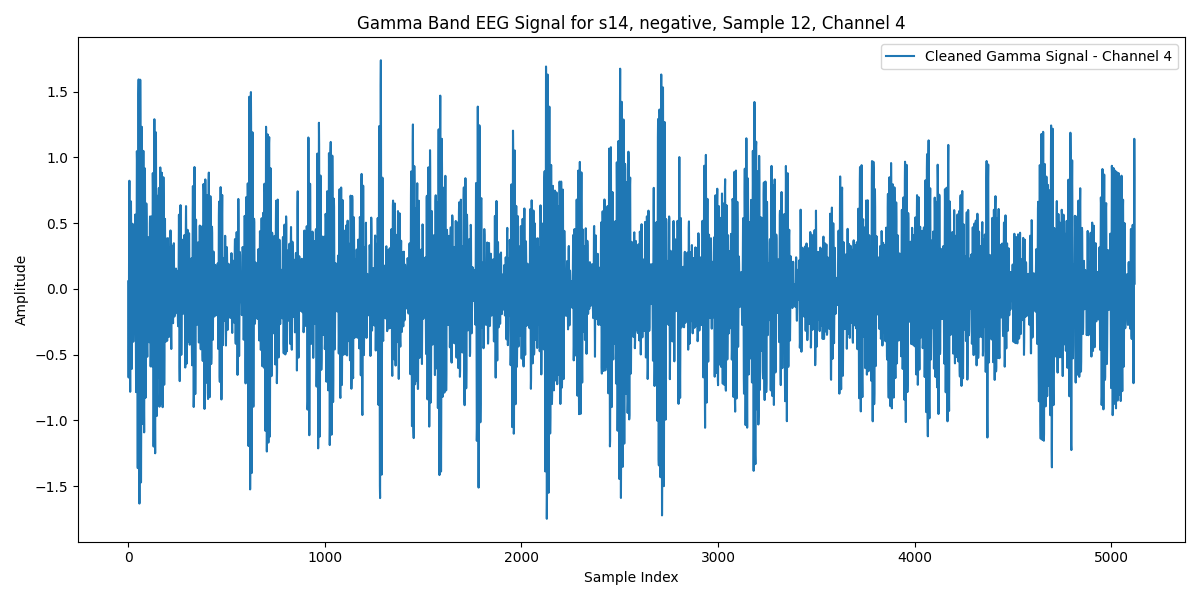 Gamma Band EEG Signal for s14, negative, Sample 12, Channel 4
Cleaned Gamma Signal - Channel 4
Amplitude
1.5
1.0
0.5
0.0
−0.5
−1.0
−1.5
0 1000 2000 3000 4000 5000
Sample Index